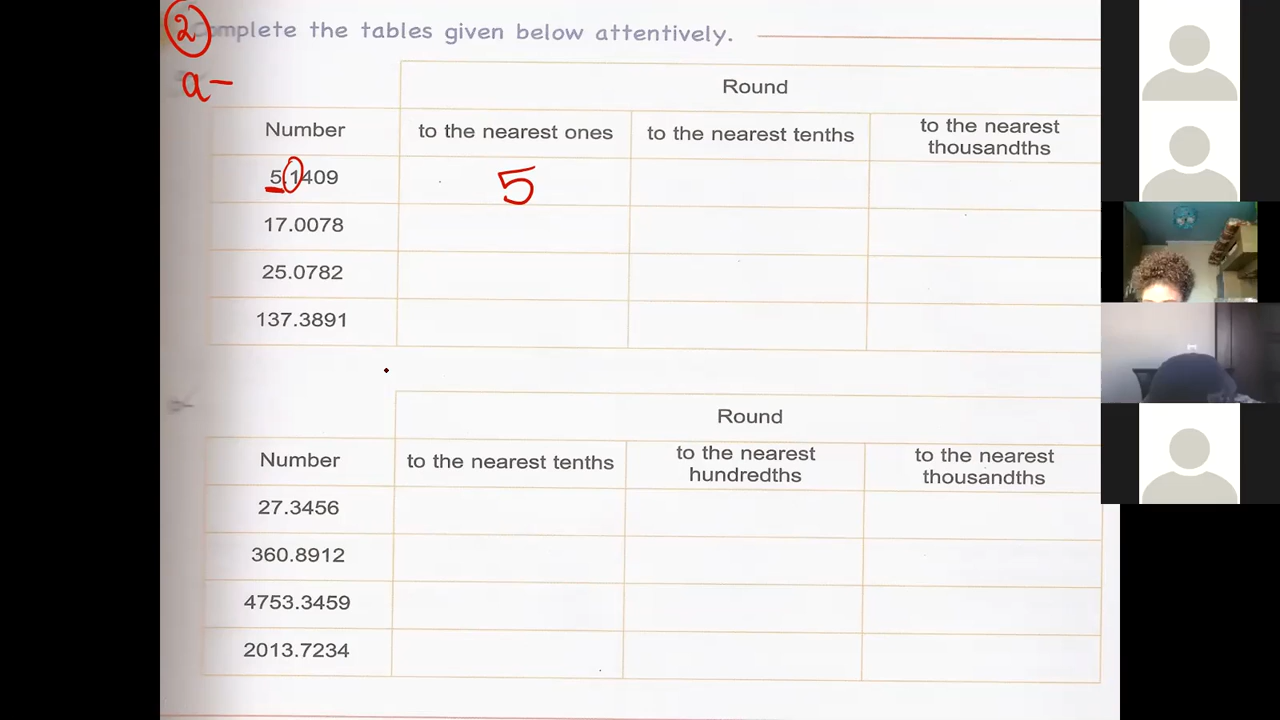 2 Complete the tables given below attentively.
a-
Round
Number to the nearest ones to the nearest tenths to the nearest
thousandths
5.1409 5
17.0078
25.0782
137.3891
Round
Number to the nearest tenths to the nearest
hundredths to the nearest
thousandths
27.3456
360.8912
4753.3459
2013.7234